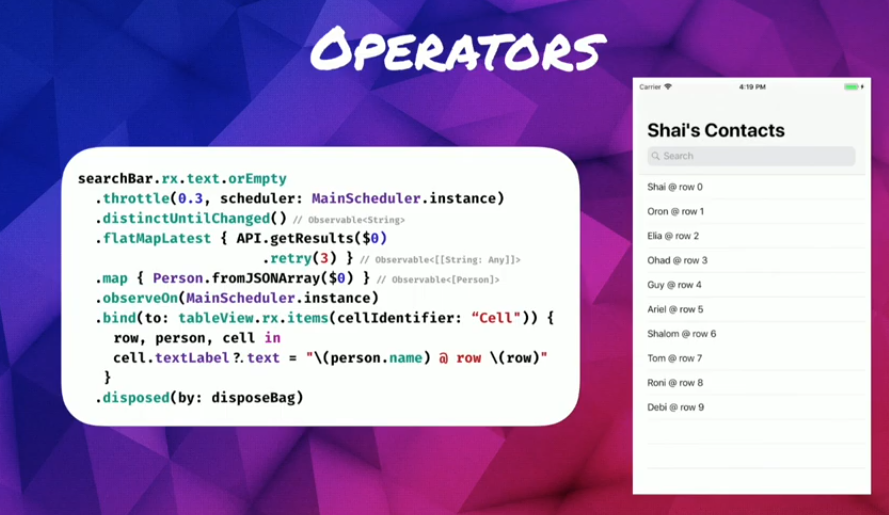 OPERATORS
searchBar.rx.text.orEmpty
.throttle(0.3, scheduler: MainScheduler.instance)
.distinctUntilChanged() // Observable<String>
.flatMapLatest { API.getResults($0)
.retry(3) } // Observable<[[String: Any]]>
.map { Person.fromJSONArray($0) } // Observable<[Person]>
.observeOn(MainScheduler.instance)
.bind(to: tableView.rx.items(cellIdentifier: “Cell")) {
row, person, cell in
cell.textLabel?.text = "\(person.name) @ row \(row)"
}
.disposed(by: disposeBag)
Carrier
4:19 PM
Shai's Contacts
Search
Shai @ row 0
Oron @ row 1
Elia @ row 2
Ohad @ row 3
Guy @ row 4
Ariel @ row 5
Shalom @ row 6
Tom @ row 7
Roni @ row 8
Debi @ row 9